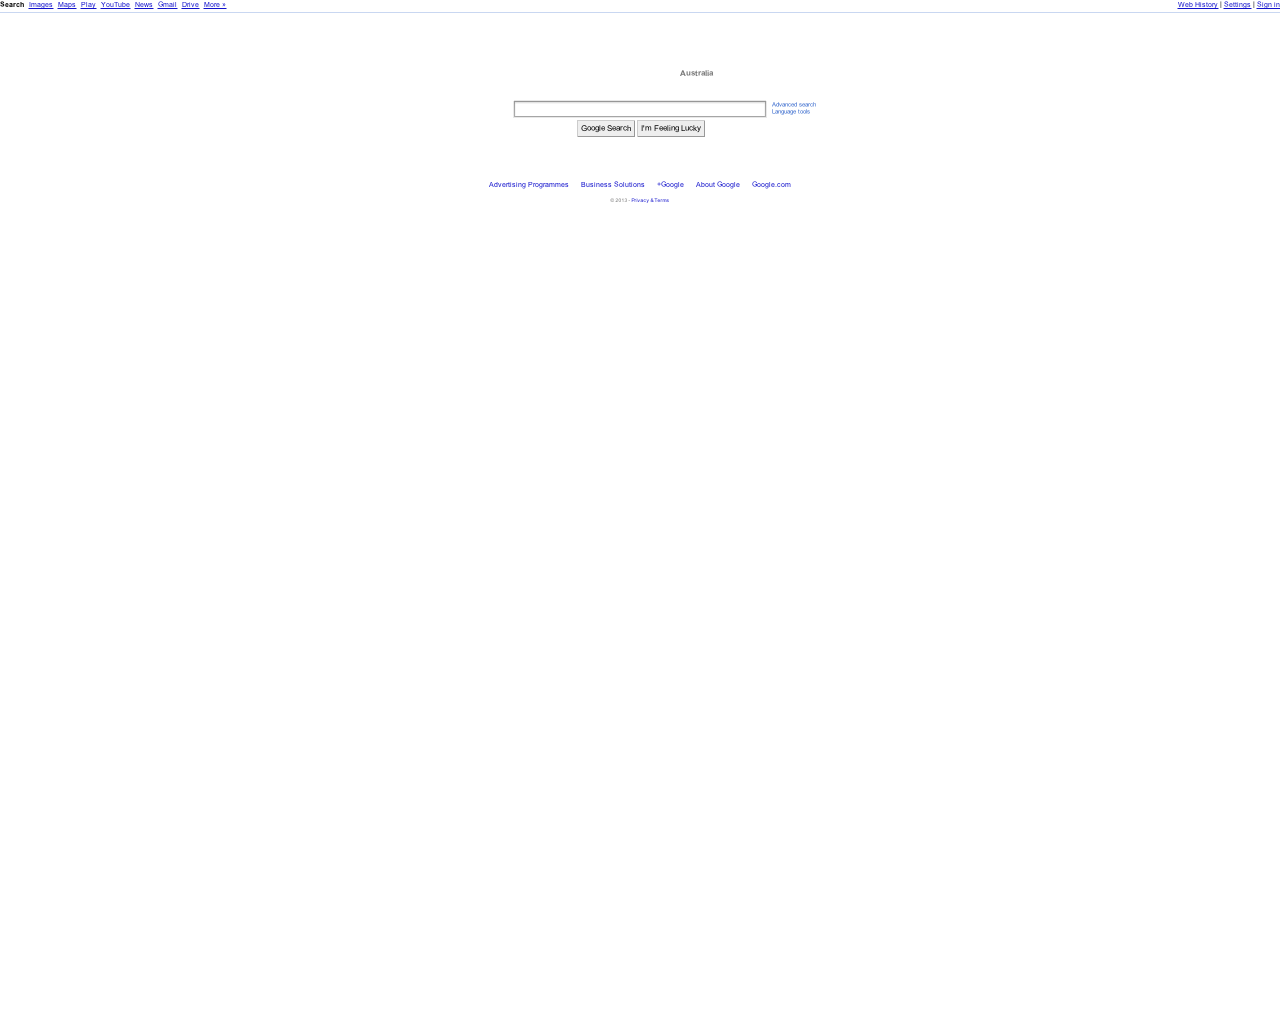 Search Images Maps Play YouTube News Gmail Drive More »
Web History | Settings | Sign in
Australia
Advanced search
Language tools
Google Search I'm Feeling Lucky
Advertising Programmes Business Solutions +Google About Google Google.com
© 2013 - Privacy & Terms